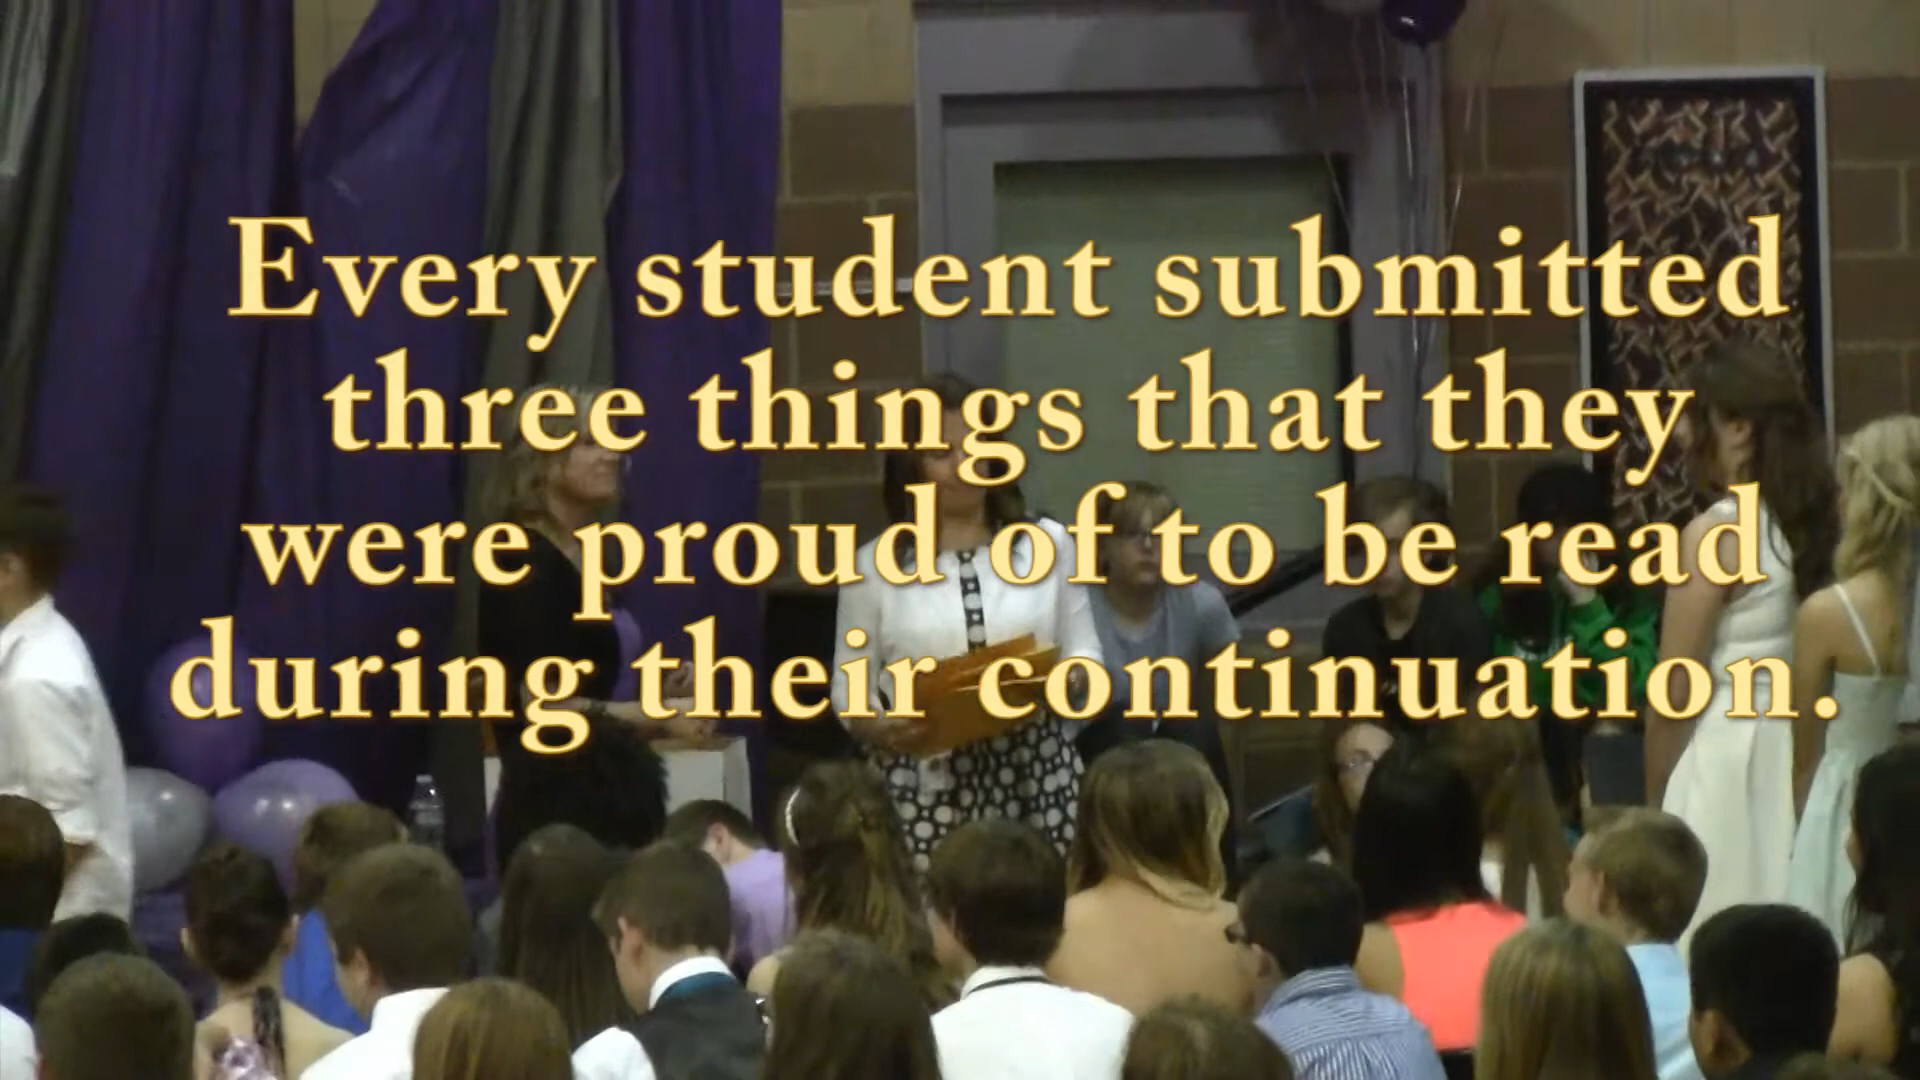 Every student submitted
three things that they
were proud of to be read
during their continuation.